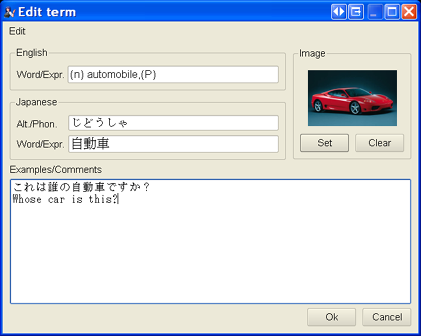 Edit term
Edit
English
Word/Expr. (n) automobile,(P)
Image
Japanese
Alt./Phon. じどうしゃ
Word/Expr. 自動車
Set Clear
Examples/Comments
これは誰の自動車ですか？
Whose car is this?
Ok Cancel